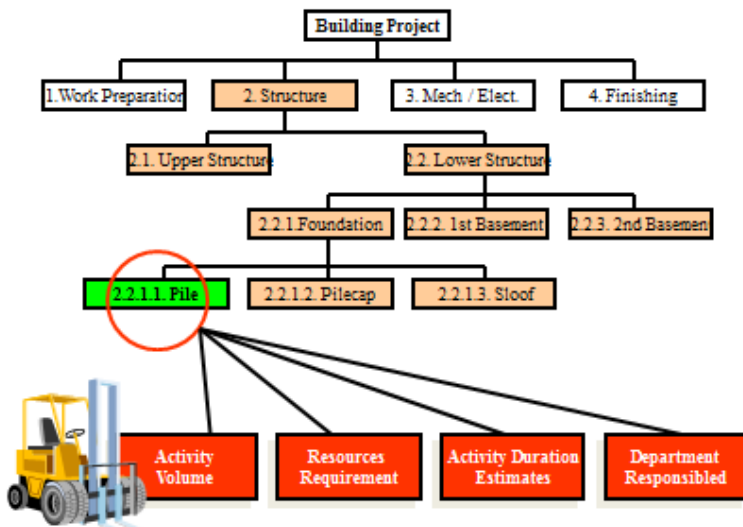 Building Project
1.Work Preparation
2. Structure
3. Mech / Elect.
4. Finishing
2.1. Upper Structure
2.2. Lower Structure
2.2.1.Foundation
2.2.2. 1st Basement
2.2.3. 2nd Basemen
2.2.1.1. Pile
2.2.1.2. Pilecap
2.2.1.3. Sloof
Activity
Volume
Resources
Requirement
Activity Duration
Estimates
Department
Responsibled